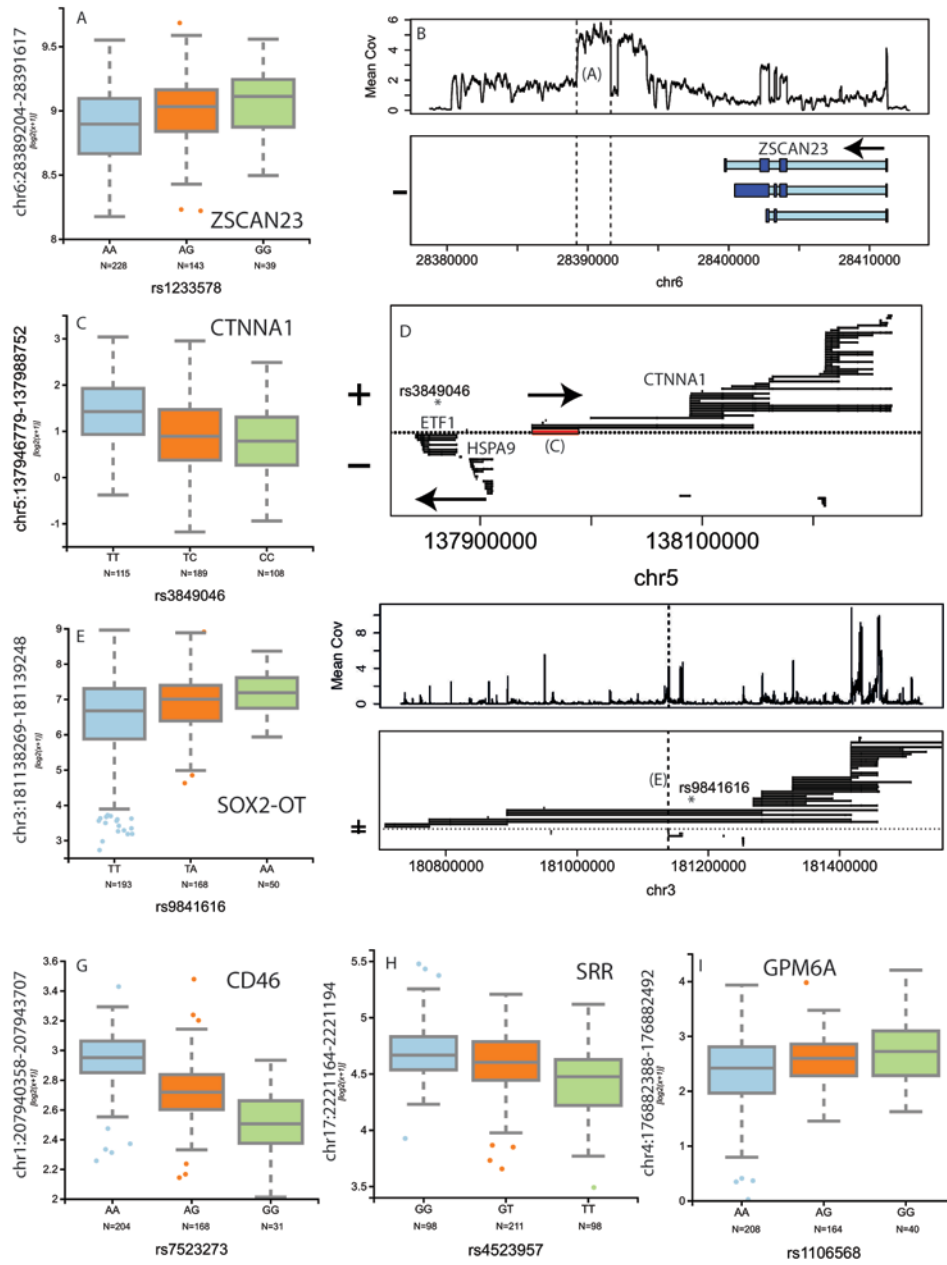 A
ZSCAN23
chr6:28389204-28391617
[log2(x+1)]
9.5
9
8.5
8
AA
AG
GG
N=228
N=143
N=39
rs1233578
B
Mean Cov
6
4
2
0
(A)
ZSCAN23
−
28380000
28390000
28400000
28410000
chr6
C
CTNNA1
chr5:137946779-137988752
[log2(x+1)]
3
2
1
0
-1
TT
TC
CC
N=115
N=189
N=108
rs3849046
D
+
−
rs3849046
*
ETF1
HSPA9
CTNNA1
(C)
137900000
138100000
chr5
E
SOX2-OT
chr3:181138269-181139248
[log2(x+1)]
9
8
7
6
5
4
3
TT
TA
AA
N=193
N=168
N=50
rs9841616
Mean Cov
8
4
0
(E)
rs9841616
*
+
−
180800000
181000000
181200000
181400000
chr3
G
CD46
chr1:207940358-207943707
[log2(x+1)]
3.6
3.4
3.2
3
2.8
2.6
2.4
2.2
2
AA
AG
GG
N=204
N=168
N=31
rs7523273
H
SRR
chr17:2221164-2221194
[log2(x+1)]
5.5
5
4.5
4
3.5
GG
GT
TT
N=98
N=211
N=98
rs4523957
I
GPM6A
chr4:176882388-176882492
[log2(x+1)]
4
3
2
1
0
AA
AG
GG
N=208
N=164
N=40
rs1106568